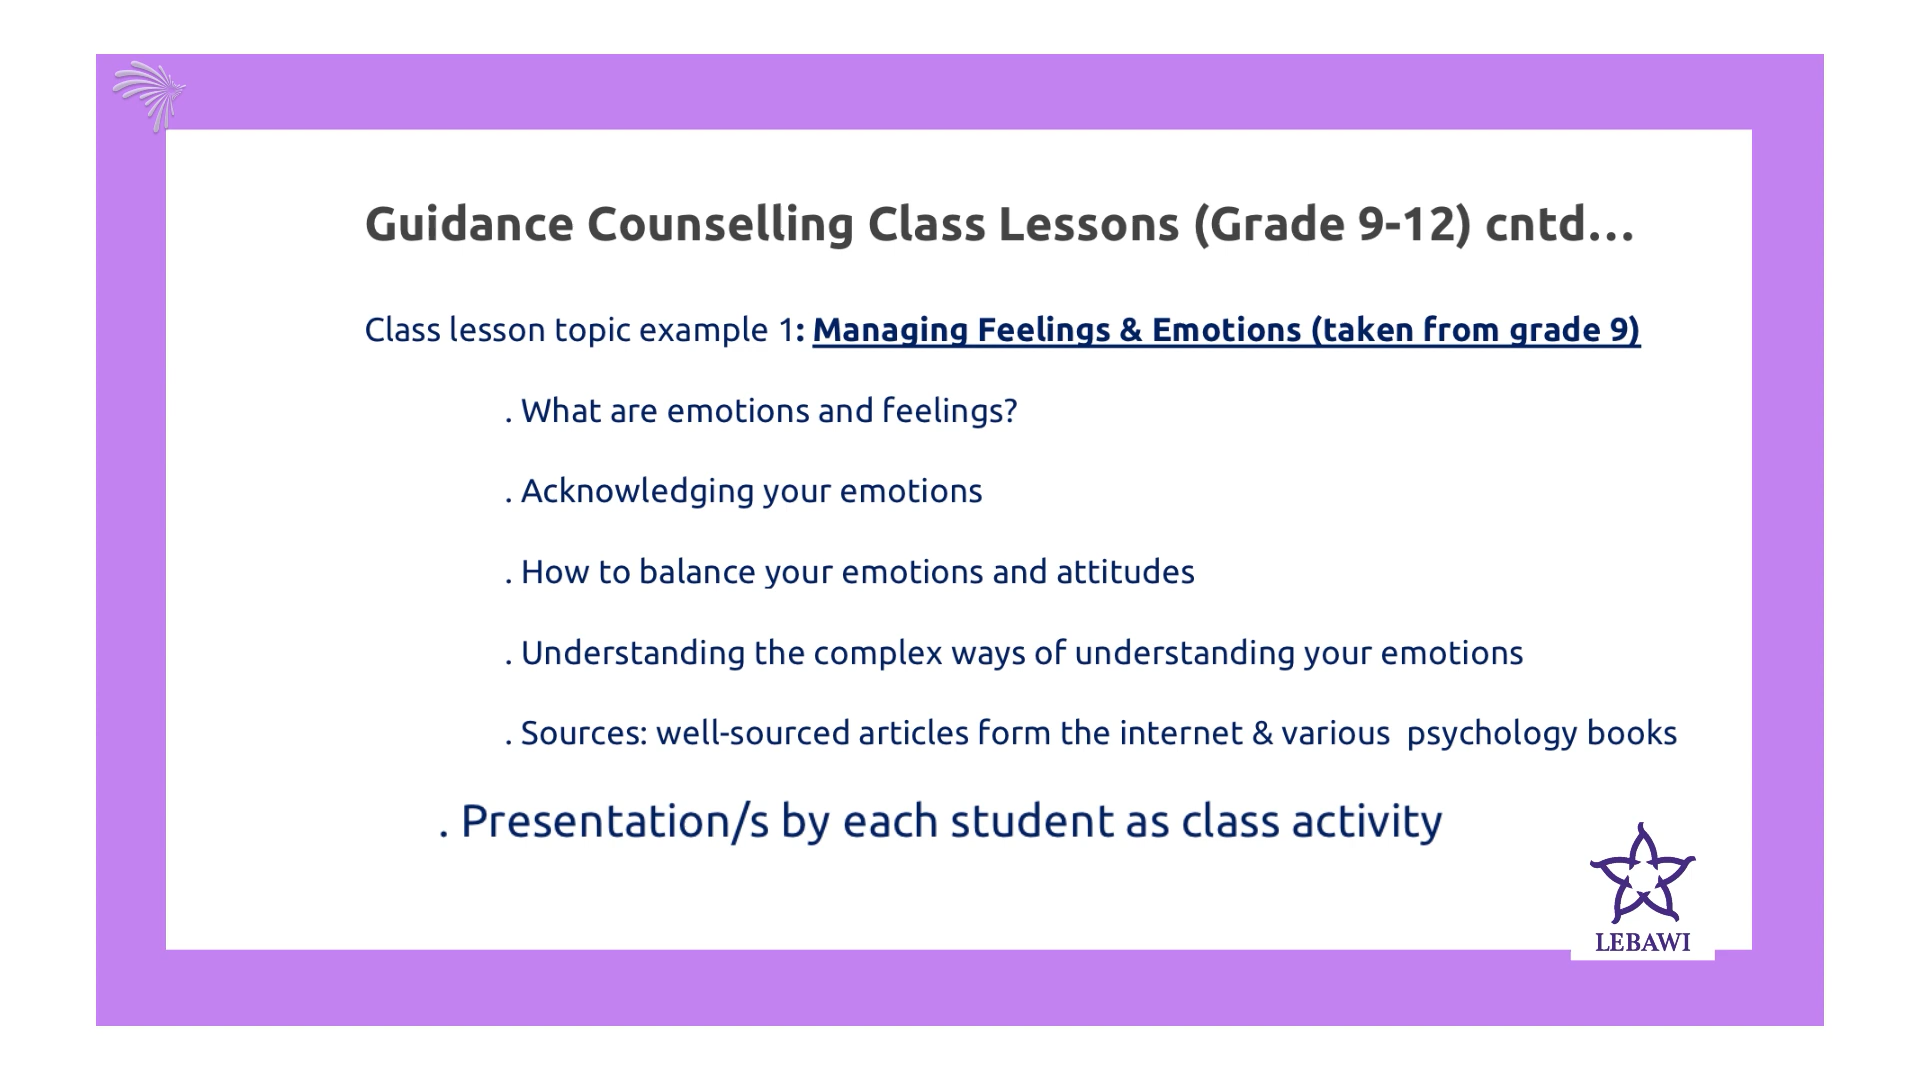 Guidance Counselling Class Lessons (Grade 9-12) cntd…
Class lesson topic example 1: Managing Feelings & Emotions (taken from grade 9)
. What are emotions and feelings?
. Acknowledging your emotions
. How to balance your emotions and attitudes
. Understanding the complex ways of understanding your emotions
. Sources: well-sourced articles form the internet & various  psychology books
. Presentation/s by each student as class activity
LEBAWI